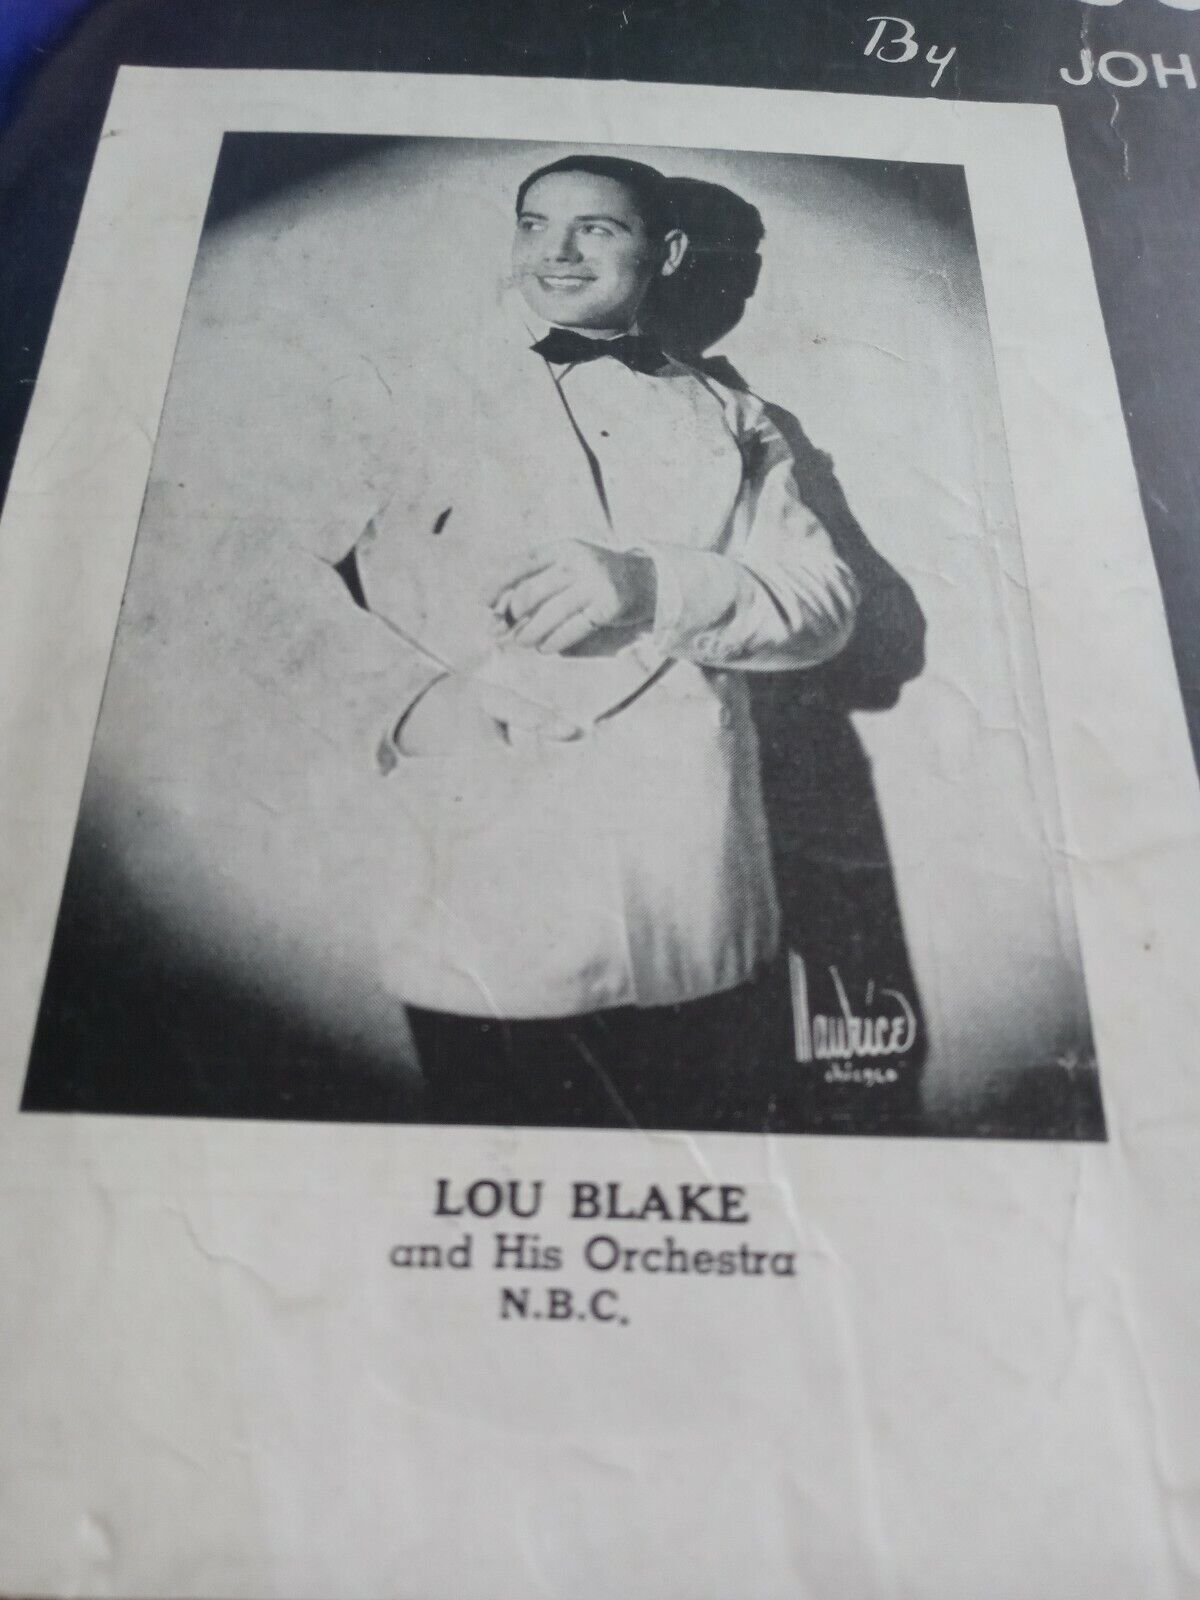 By JOH
Maurice
chicago
LOU BLAKE
and His Orchestra
N.B.C.